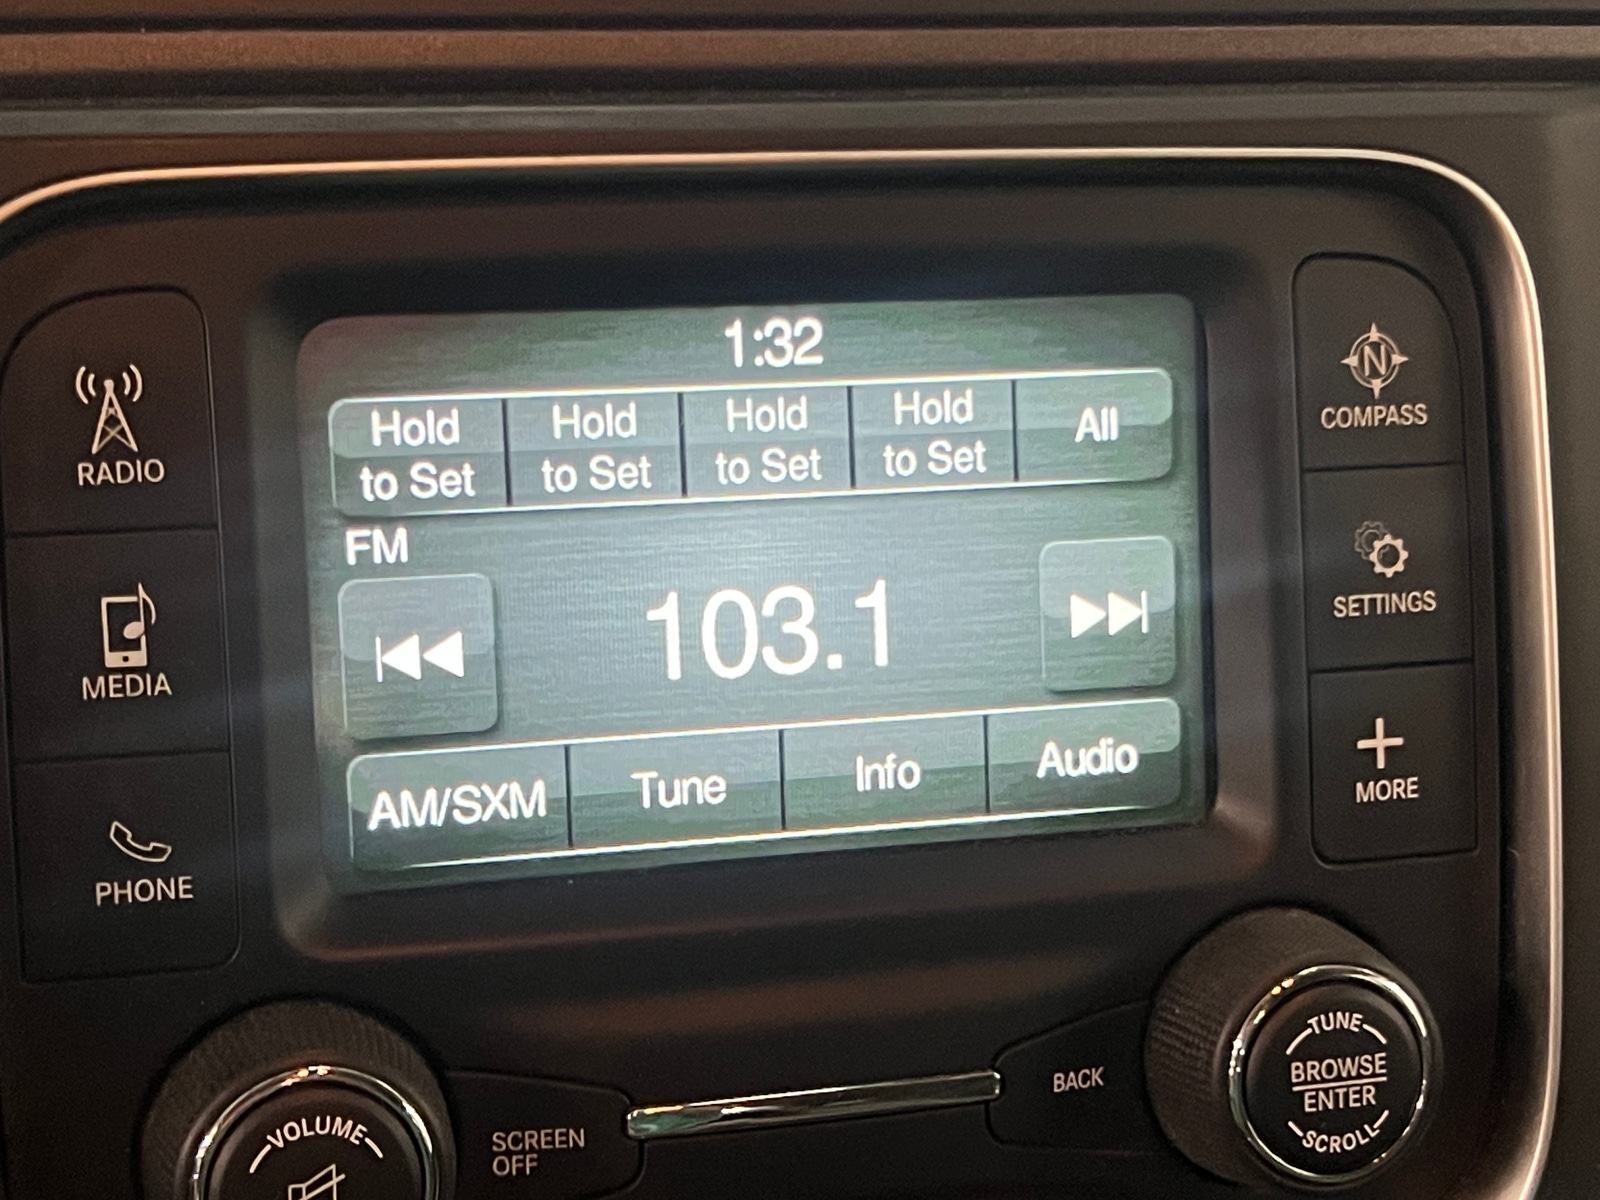 1:32
Hold to Set
Hold to Set
Hold to Set
Hold to Set
All
FM
103.1
AM/SXM
Tune
Info
Audio
RADIO
MEDIA
PHONE
N
COMPASS
SETTINGS
MORE
VOLUME
SCREEN
OFF
BACK
TUNE
BROWSE
ENTER
SCROLL